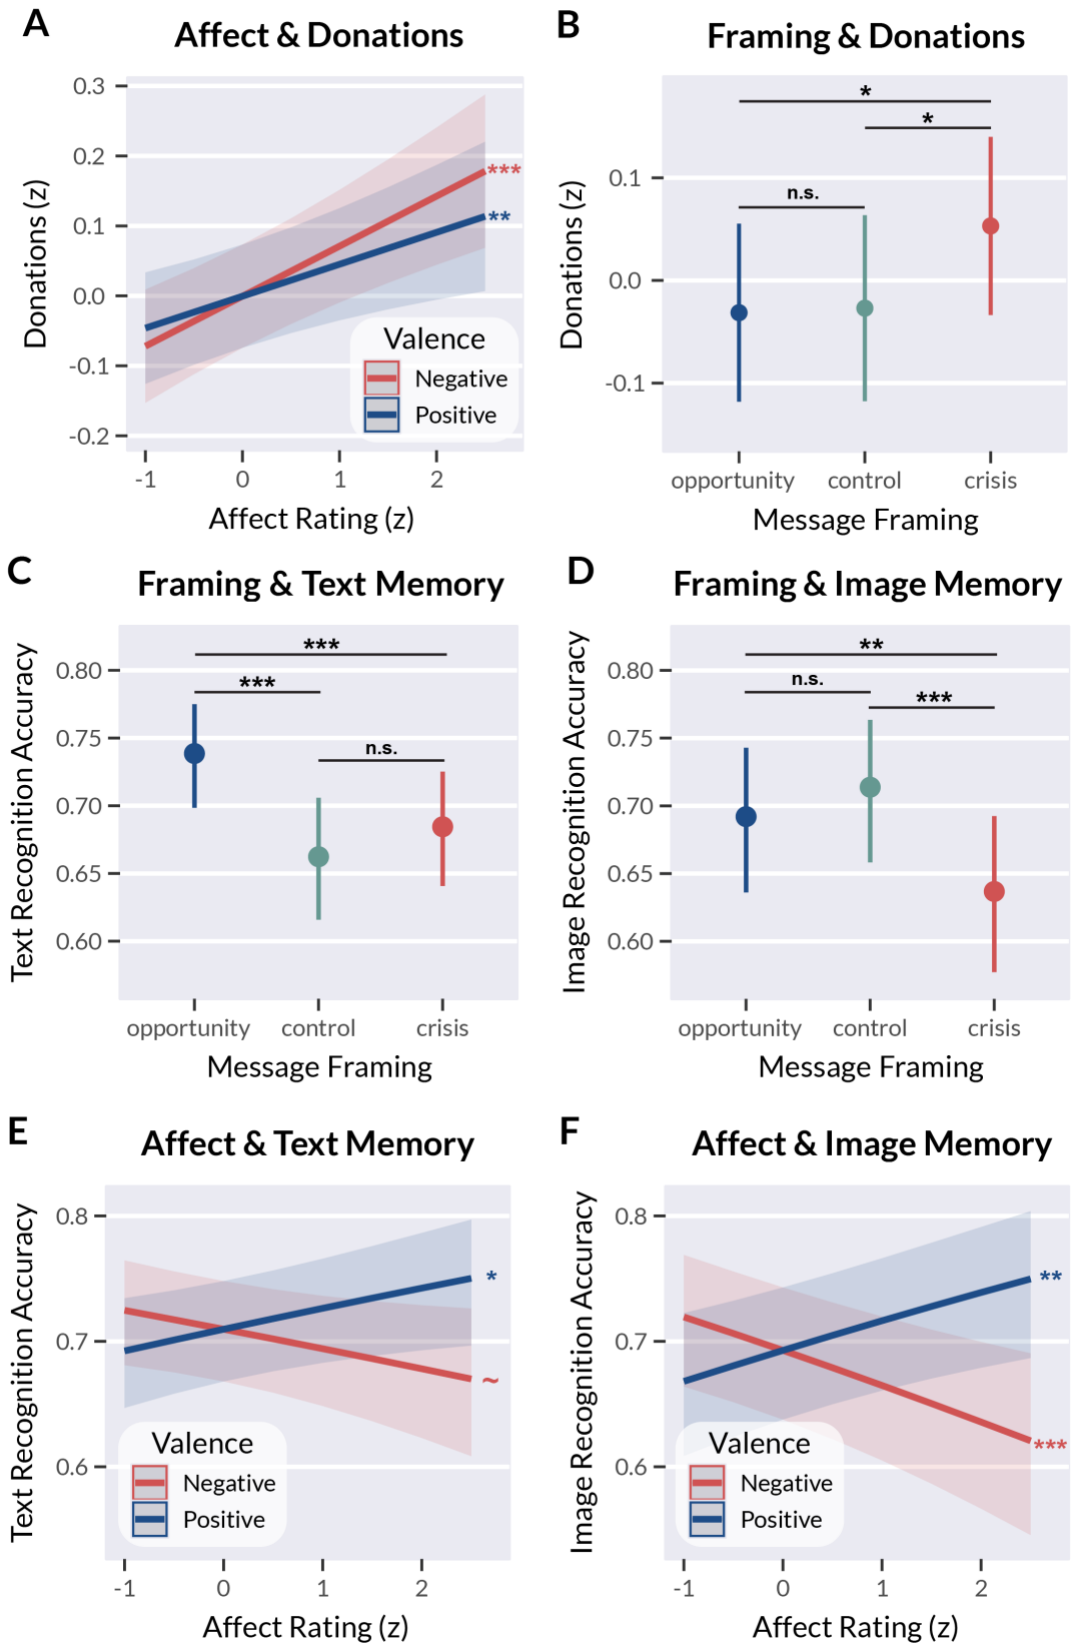 A
Affect & Donations
Donations (z)
0.3
0.2
0.1
0.0
-0.1
-0.2
***
**
Valence
Negative
Positive
-1 0 1 2
Affect Rating (z)
B
Framing & Donations
Donations (z)
0.1
0.0
-0.1
*
*
n.s.
opportunity control crisis
Message Framing
C
Framing & Text Memory
Text Recognition Accuracy
0.80
0.75
0.70
0.65
0.60
***
***
n.s.
opportunity control crisis
Message Framing
D
Framing & Image Memory
Image Recognition Accuracy
0.80
0.75
0.70
0.65
0.60
**
n.s.
***
opportunity control crisis
Message Framing
E
Affect & Text Memory
Text Recognition Accuracy
0.8
0.7
0.6
*
~
Valence
Negative
Positive
-1 0 1 2
Affect Rating (z)
F
Affect & Image Memory
Image Recognition Accuracy
0.8
0.7
0.6
**
***
Valence
Negative
Positive
-1 0 1 2
Affect Rating (z)